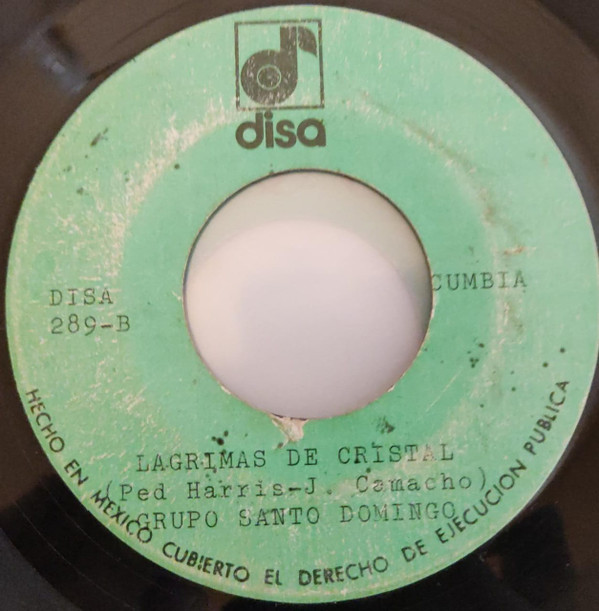 disa
DISA
289-B
CUMBIA
LAGRIMAS DE CRISTAL
(Ped Harris-J. Camacho)
GRUPO SANTO DOMINGO
HECHO EN MEXICO CUBIERTO EL DERECHO DE EJECUCION PUBLICA